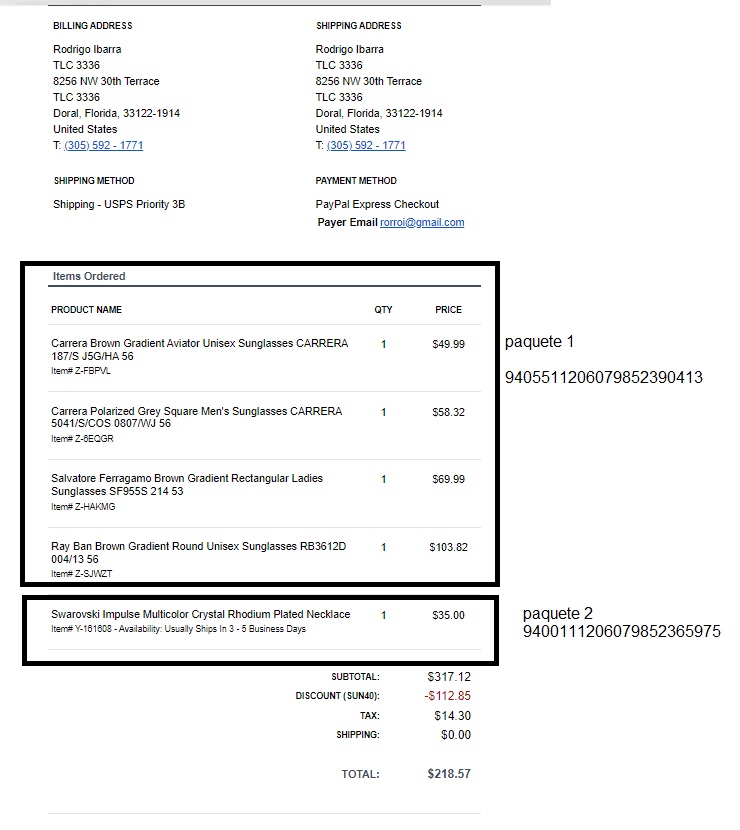 BILLING ADDRESS
SHIPPING ADDRESS
Rodrigo Ibarra
TLC 3336
8256 NW 30th Terrace
TLC 3336
Doral, Florida, 33122-1914
United States
T: (305) 592 - 1771
Rodrigo Ibarra
TLC 3336
8256 NW 30th Terrace
TLC 3336
Doral, Florida, 33122-1914
United States
T: (305) 592 - 1771
SHIPPING METHOD
Shipping - USPS Priority 3B
PAYMENT METHOD
PayPal Express Checkout
Payer Email rorroi@gmail.com
Items Ordered
PRODUCT NAME QTY PRICE
Carrera Brown Gradient Aviator Unisex Sunglasses CARRERA 1 $49.99
187/S J5G/HA 56
Item# Z-FBPVL
paquete 1
9405511206079852390413
Carrera Polarized Grey Square Men's Sunglasses CARRERA 1 $58.32
5041/S/COS 0807/WJ 56
Item# Z-6EQGR
Salvatore Ferragamo Brown Gradient Rectangular Ladies 1 $69.99
Sunglasses SF955S 214 53
Item# Z-HAKMG
Ray Ban Brown Gradient Round Unisex Sunglasses RB3612D 1 $103.82
004/13 56
Item# Z-SJWZT
Swarovski Impulse Multicolor Crystal Rhodium Plated Necklace 1 $35.00
Item# Y-161608 - Availability: Usually Ships In 3 - 5 Business Days
paquete 2
9400111206079852365975
SUBTOTAL: $317.12
DISCOUNT (SUN40): -$112.85
TAX: $14.30
SHIPPING: $0.00
TOTAL: $218.57